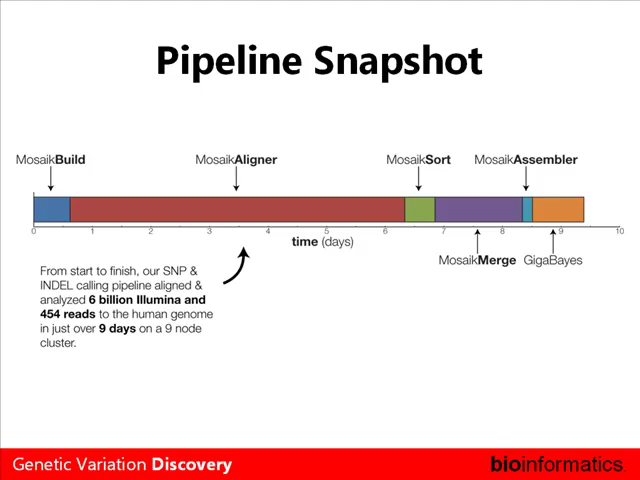 Pipeline Snapshot
MosaikBuild
MosaikAligner
MosaikSort
MosaikAssembler
0 1 2 3 4 5 6 7 8 9 10
time (days)
MosaikMerge
GigaBayes
From start to finish, our SNP &
INDEL calling pipeline aligned &
analyzed 6 billion Illumina and
454 reads to the human genome
in just over 9 days on a 9 node
cluster.
Genetic Variation Discovery
bioinformatics.